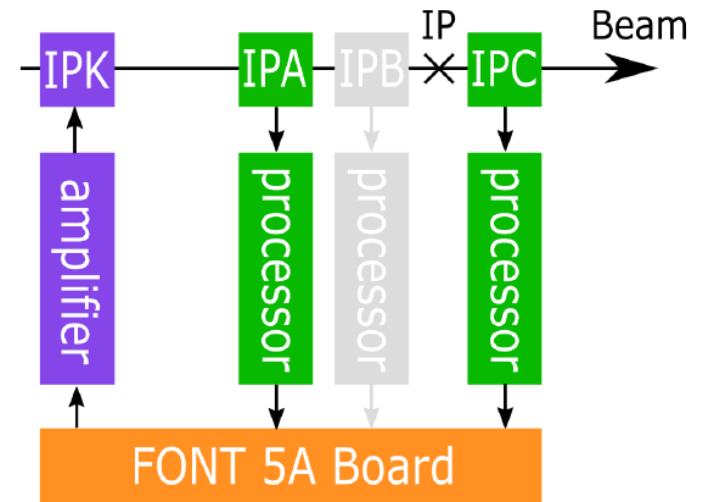 IP Beam
IPK IPA IPB IPC
amplifier processor processor processor
FONT 5A Board